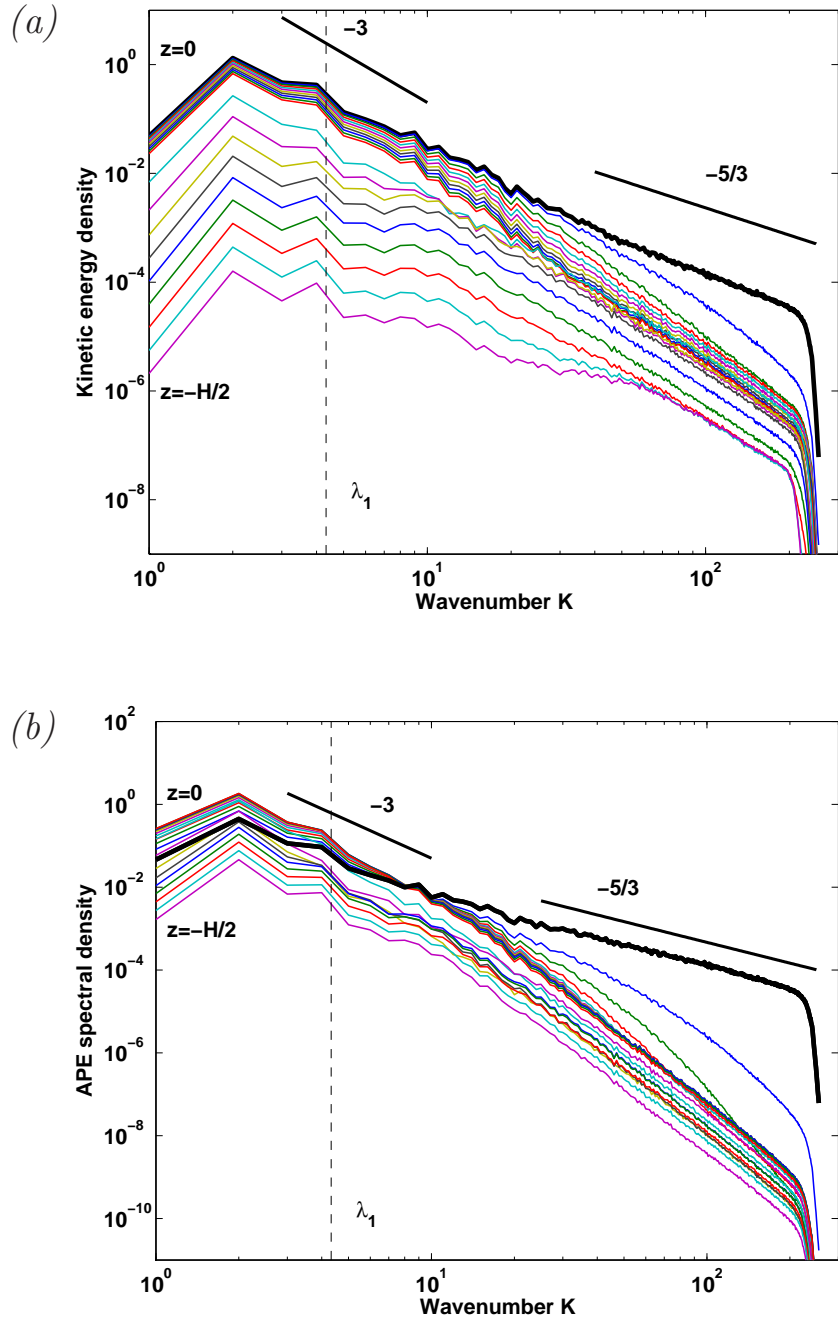 (a)
10^0
10^-2
10^-4
10^-6
10^-8
Kinetic energy density
z=0
−3
−5/3
z=−H/2
λ_1
10^0
10^1
10^2
Wavenumber K
(b)
10^2
10^0
10^-2
10^-4
10^-6
10^-8
10^-10
APE spectral density
z=0
−3
−5/3
z=−H/2
λ_1
10^0
10^1
10^2
Wavenumber K